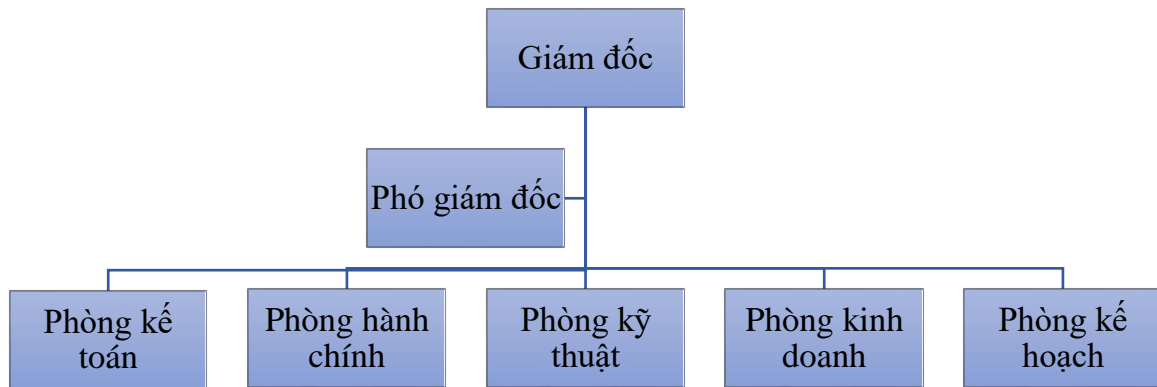 Giám đốc
Phó giám đốc
Phòng kế
toán
Phòng hành
chính
Phòng kỹ
thuật
Phòng kinh
doanh
Phòng kế
hoạch